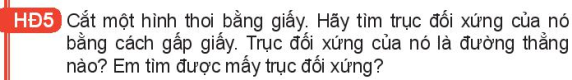 HĐ5 Cắt một hình thoi bằng giấy. Hãy tìm trục đối xứng của nó
bằng cách gấp giấy. Trục đối xứng của nó là đường thẳng
nào? Em tìm được mấy trục đối xứng?